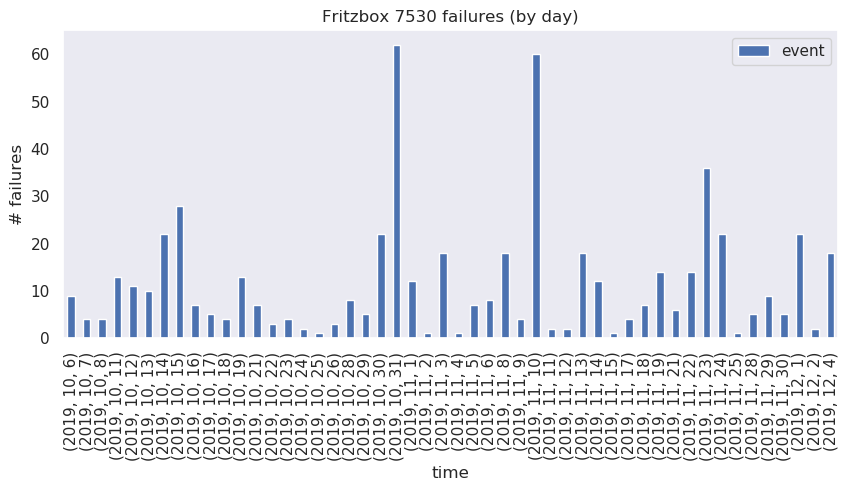 Fritzbox 7530 failures (by day)
event
# failures
60
50
40
30
20
10
0
(2019, 10, 6)
(2019, 10, 7)
(2019, 10, 8)
(2019, 10, 11)
(2019, 10, 12)
(2019, 10, 13)
(2019, 10, 14)
(2019, 10, 15)
(2019, 10, 16)
(2019, 10, 17)
(2019, 10, 18)
(2019, 10, 19)
(2019, 10, 21)
(2019, 10, 22)
(2019, 10, 23)
(2019, 10, 24)
(2019, 10, 25)
(2019, 10, 26)
(2019, 10, 28)
(2019, 10, 29)
(2019, 10, 30)
(2019, 10, 31)
(2019, 11, 1)
(2019, 11, 2)
(2019, 11, 3)
(2019, 11, 4)
(2019, 11, 5)
(2019, 11, 6)
(2019, 11, 8)
(2019, 11, 9)
(2019, 11, 10)
(2019, 11, 11)
(2019, 11, 12)
(2019, 11, 13)
(2019, 11, 14)
(2019, 11, 15)
(2019, 11, 17)
(2019, 11, 18)
(2019, 11, 19)
(2019, 11, 21)
(2019, 11, 22)
(2019, 11, 23)
(2019, 11, 24)
(2019, 11, 25)
(2019, 11, 28)
(2019, 11, 29)
(2019, 11, 30)
(2019, 12, 1)
(2019, 12, 2)
(2019, 12, 4)
time